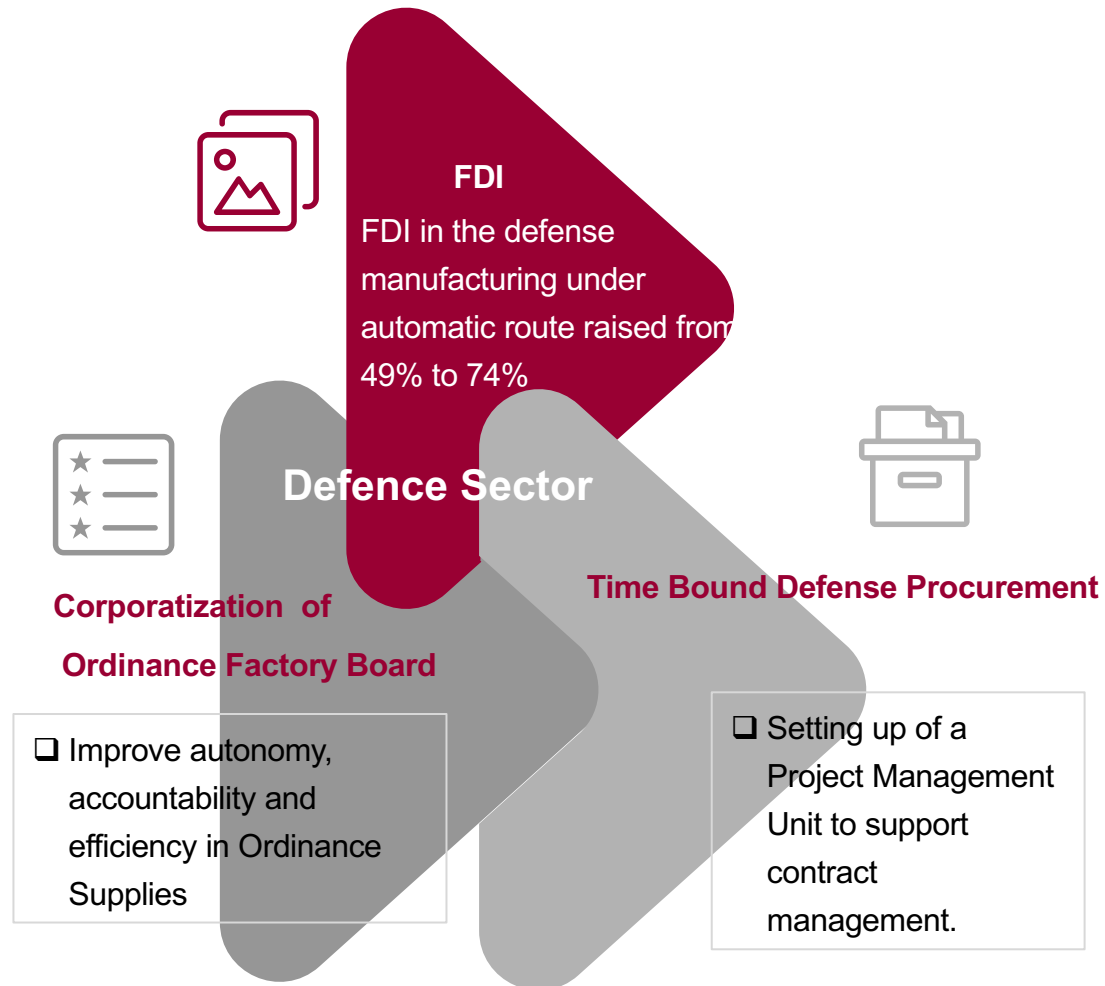 FDI
FDI in the defense
manufacturing under
automatic route raised from
49% to 74%
Defence Sector
Corporatization of
Ordinance Factory Board
❑ Improve autonomy,
accountability and
efficiency in Ordinance
Supplies
Time Bound Defense Procurement
❑ Setting up of a
Project Management
Unit to support
contract
management.